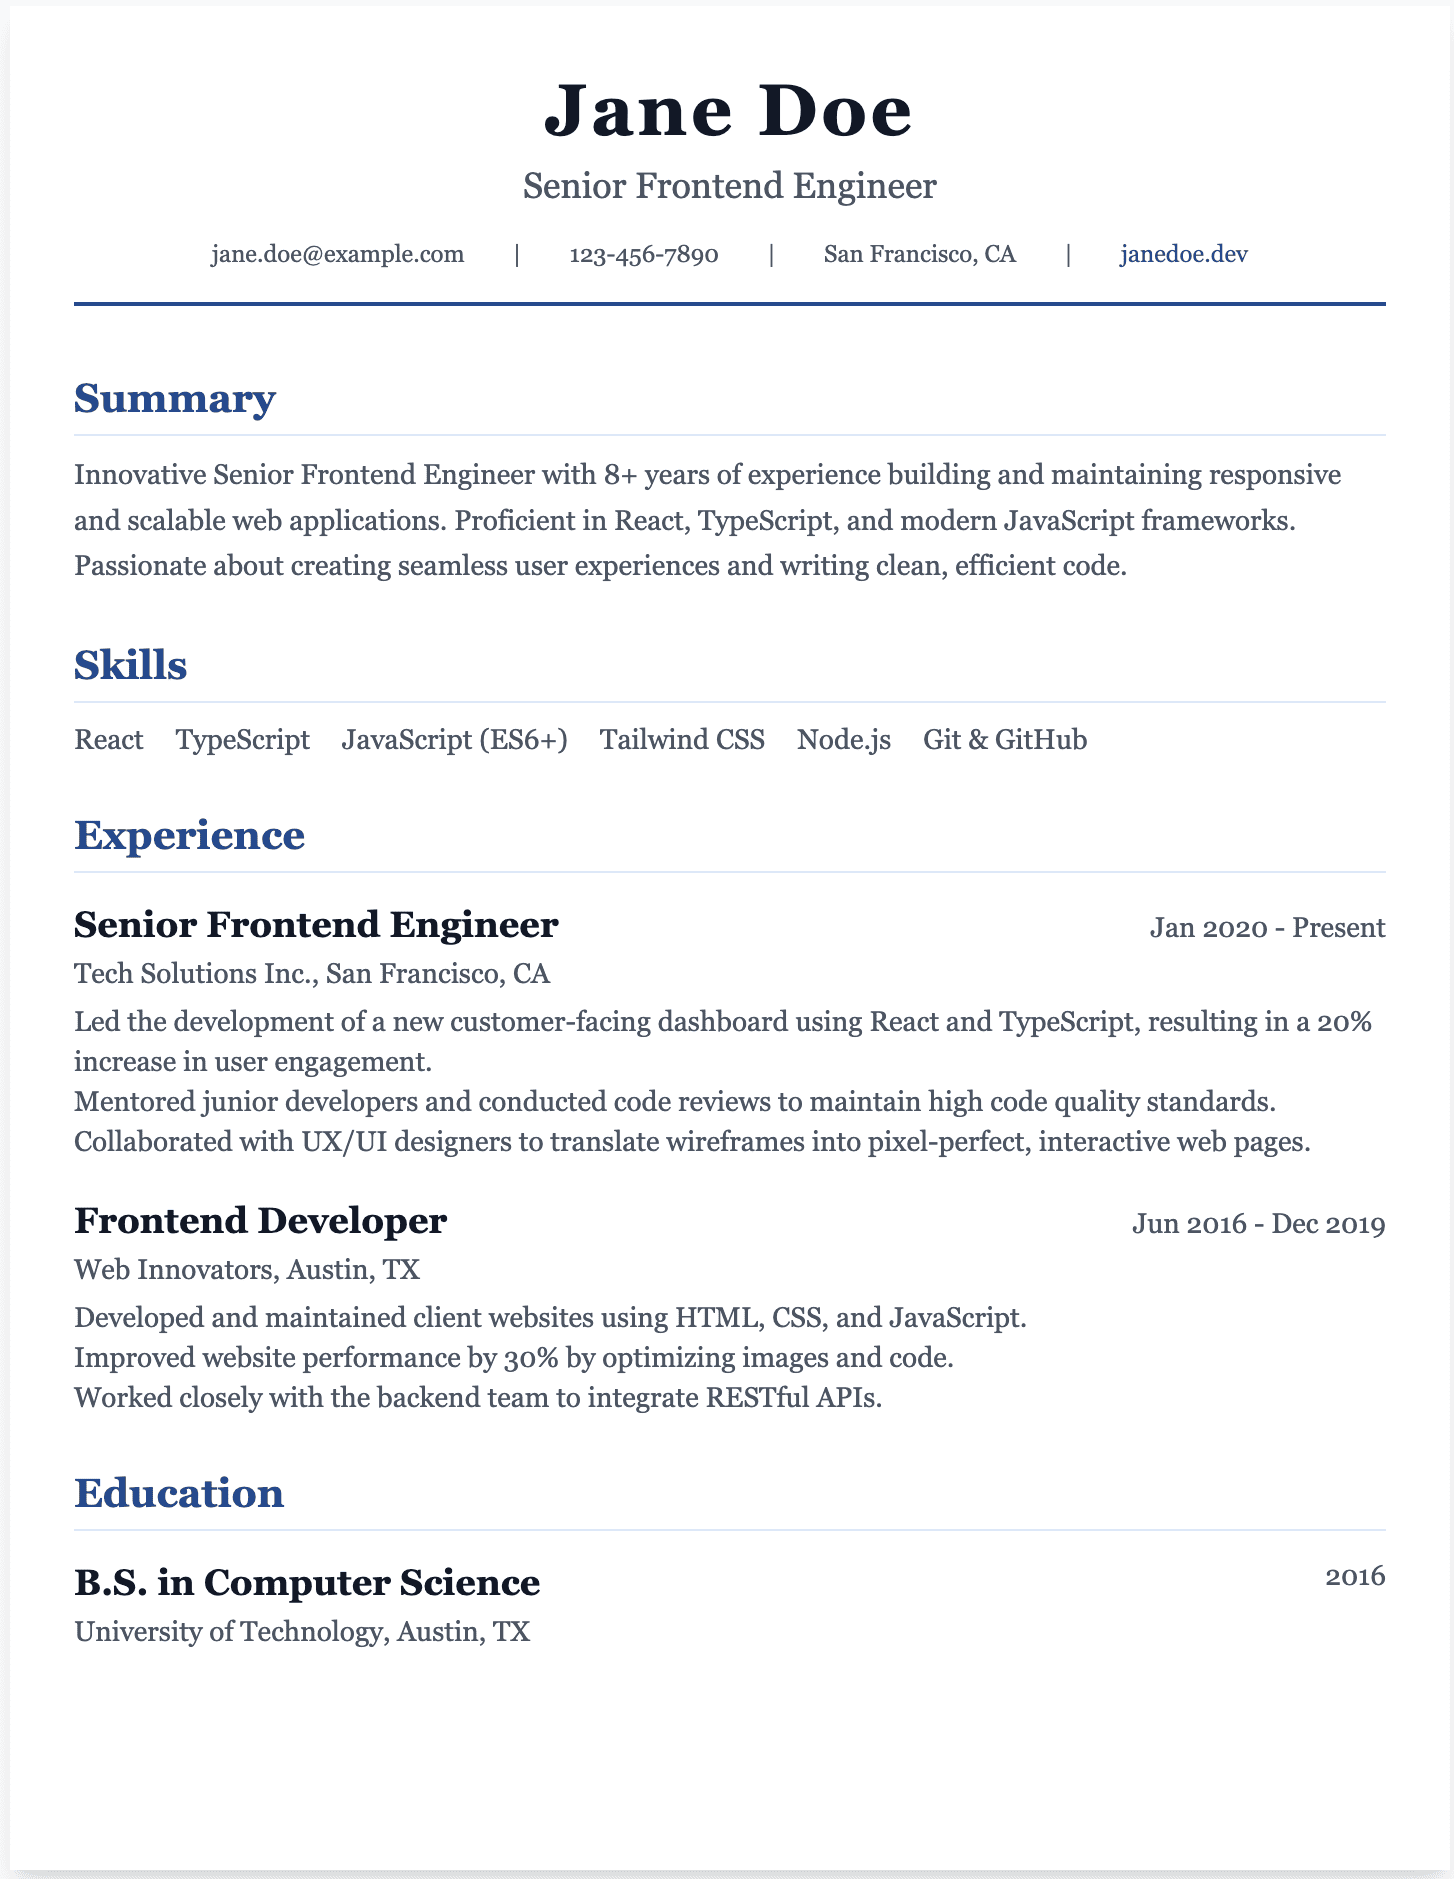 Jane Doe
Senior Frontend Engineer
jane.doe@example.com | 123-456-7890 | San Francisco, CA | janedoe.dev
Summary
Innovative Senior Frontend Engineer with 8+ years of experience building and maintaining responsive
and scalable web applications. Proficient in React, TypeScript, and modern JavaScript frameworks.
Passionate about creating seamless user experiences and writing clean, efficient code.
Skills
React TypeScript JavaScript (ES6+) Tailwind CSS Node.js Git & GitHub
Experience
Senior Frontend Engineer Jan 2020 - Present
Tech Solutions Inc., San Francisco, CA
Led the development of a new customer-facing dashboard using React and TypeScript, resulting in a 20%
increase in user engagement.
Mentored junior developers and conducted code reviews to maintain high code quality standards.
Collaborated with UX/UI designers to translate wireframes into pixel-perfect, interactive web pages.
Frontend Developer Jun 2016 - Dec 2019
Web Innovators, Austin, TX
Developed and maintained client websites using HTML, CSS, and JavaScript.
Improved website performance by 30% by optimizing images and code.
Worked closely with the backend team to integrate RESTful APIs.
Education
B.S. in Computer Science 2016
University of Technology, Austin, TX